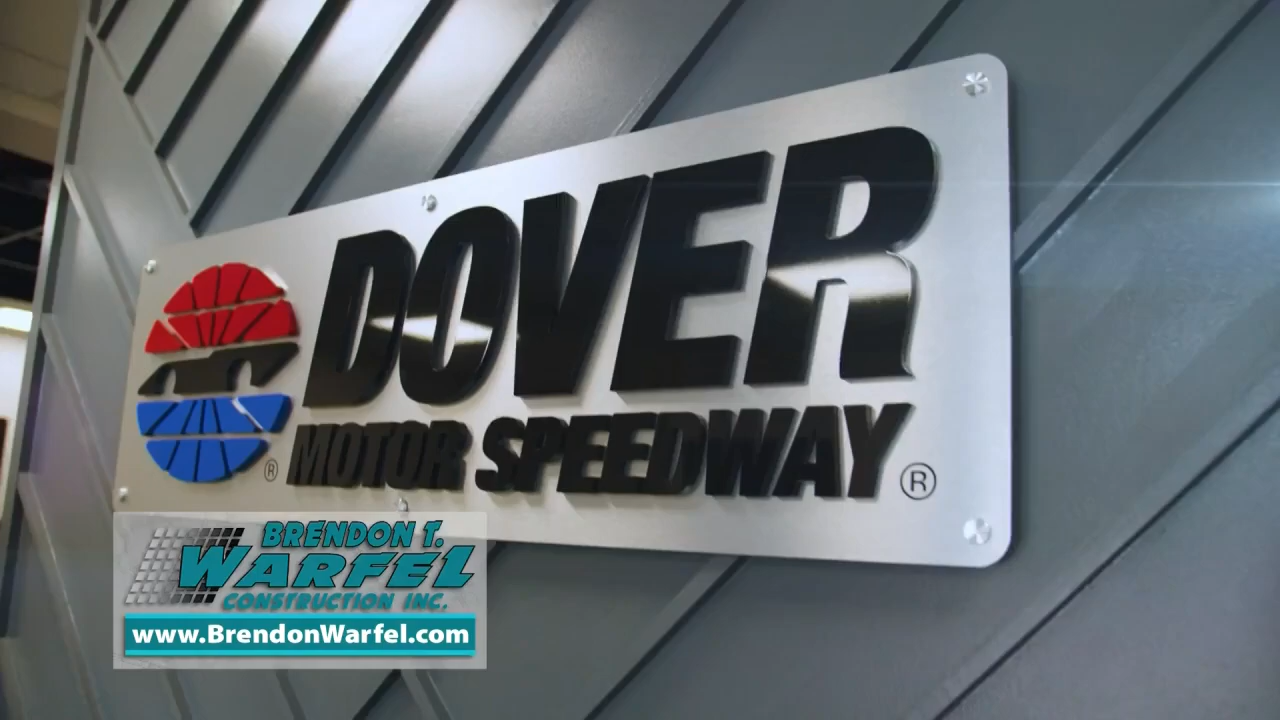 DOVER
MOTOR SPEEDWAY®
®
BRENDON T.
WARFEL
CONSTRUCTION INC.
www.BrendonWarfel.com